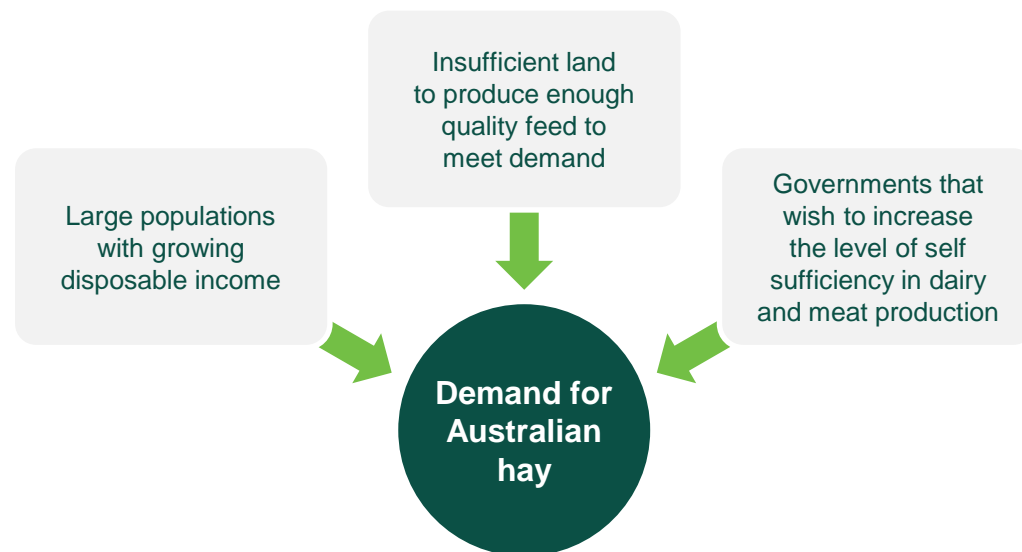 Insufficient land
to produce enough
quality feed to
meet demand
Large populations
with growing
disposable income
Governments that
wish to increase
the level of self
sufficiency in dairy
and meat production
Demand for
Australian
hay